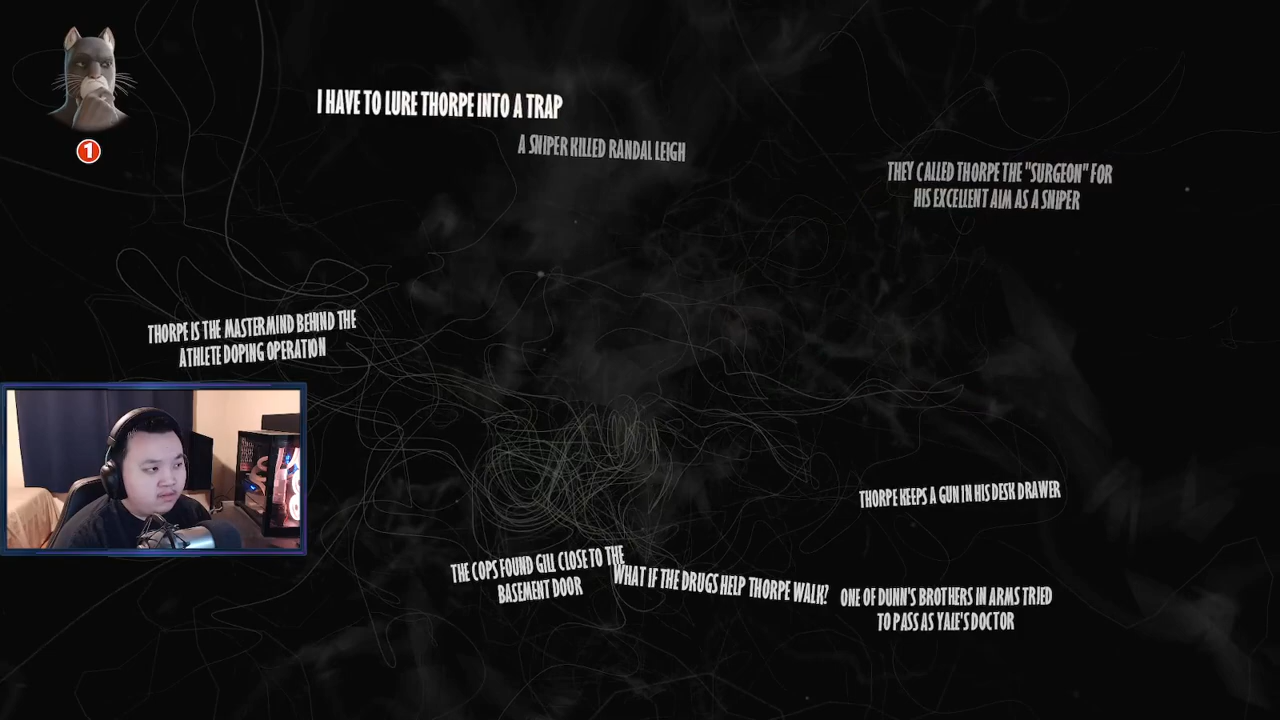 I HAVE TO LURE THORPE INTO A TRAP
A SNIPER KILLED RANDAL LEIGH
1
THEY CALLED THORPE THE "SURGEON" FOR
HIS EXCELLENT AIM AS A SNIPER
THORPE IS THE MASTERMIND BEHIND THE
ATHLETE DOPING OPERATION
THORPE KEEPS A GUN IN HIS DESK DRAWER
THE COPS FOUND GILL CLOSE TO THE
BASEMENT DOOR
WHAT IF THE DRUGS HELP THORPE WALK?
ONE OF DUNN'S BROTHERS IN ARMS TRIED
TO PASS AS YALE'S DOCTOR